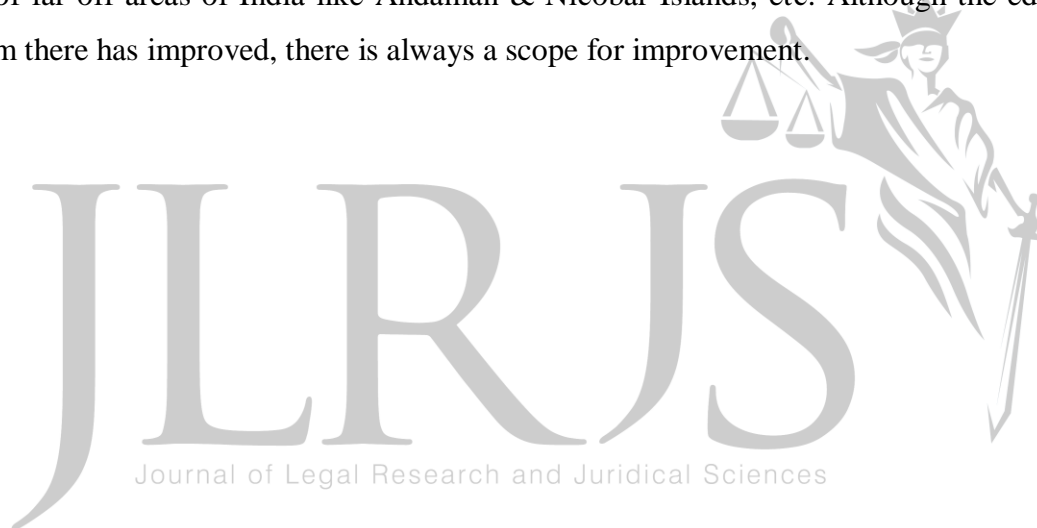 of far off areas of India like Andaman & Nicobar Islands, etc. Although the
there has improved, there is always a scope for improvement.
JLRJS
Journal of Legal Research and Juridical Sciences